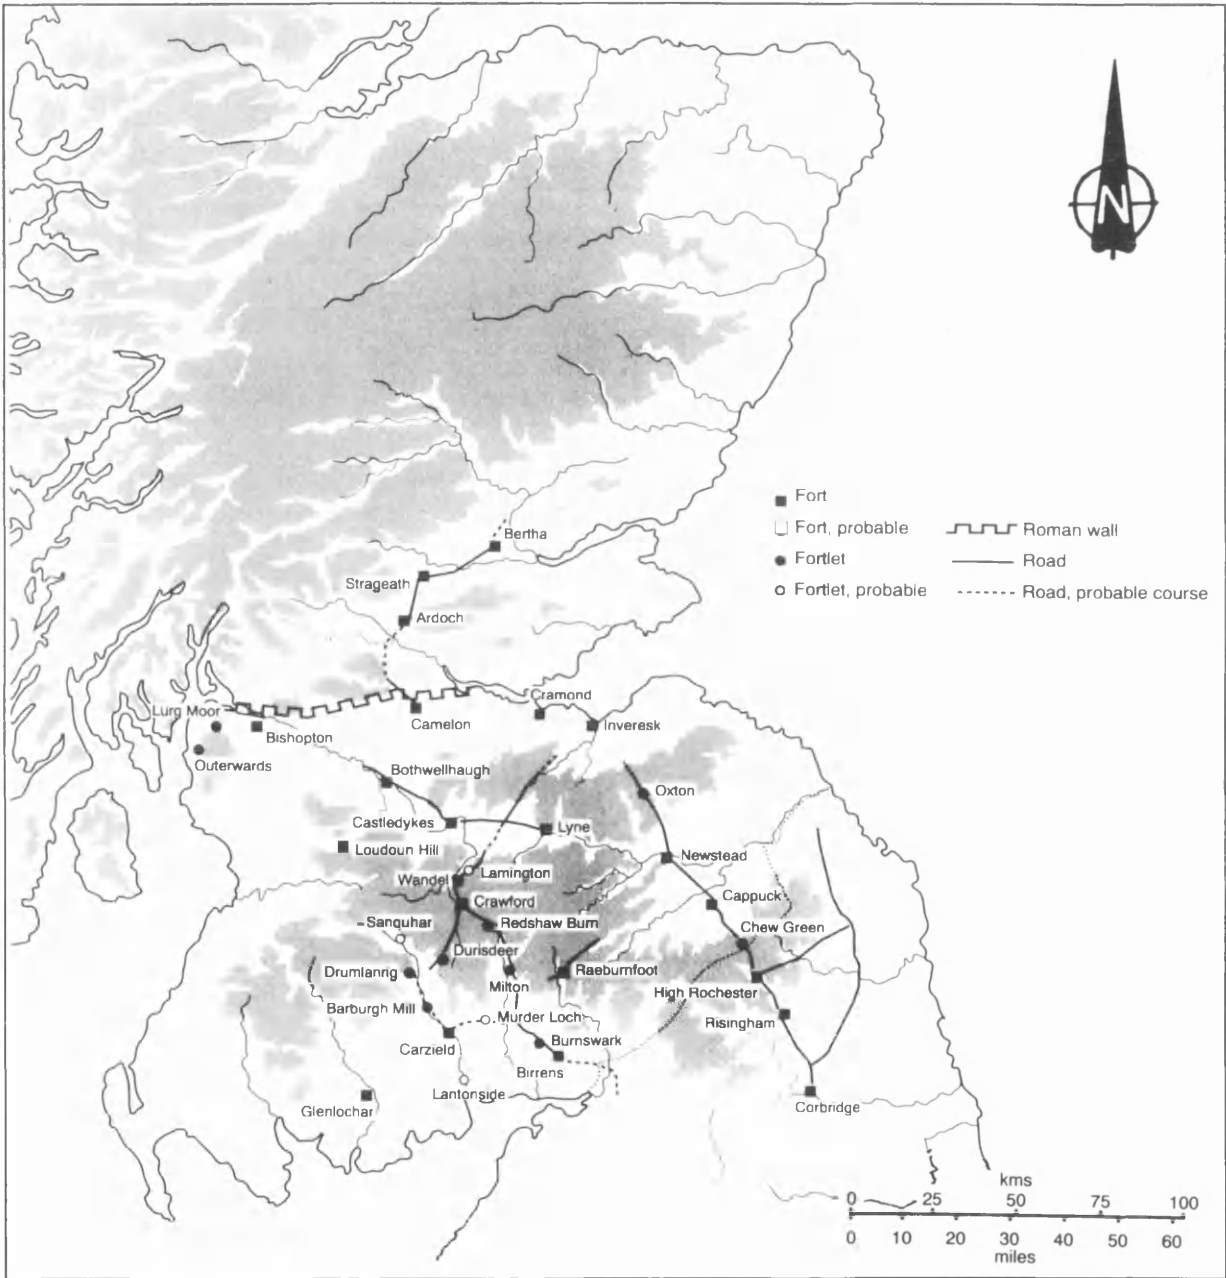 N
Fort
Fort, probable
Fortlet
Fortlet, probable
Roman wall
Road
Road, probable course
Bertha
Strageath
Ardoch
Cramond
Lurg Moor
Camelon
Inveresk
Bishopton
Outerwards
Bothwellhaugh
Oxton
Castledykes
Lyne
Loudoun Hill
Newstead
Lamington
Wandel
Cappuck
Crawford
Sanquhar
Redshaw Burn
Chew Green
Durisdeer
Drumlanrig
Raeburnfoot
Milton
High Rochester
Barburgh Mill
Murder Loch
Risingham
Carzield
Burnswark
Birrens
Lantonside
Glenlochar
Corbridge
kms
0 25 50 75 100
0 10 20 30 40 50 60
miles